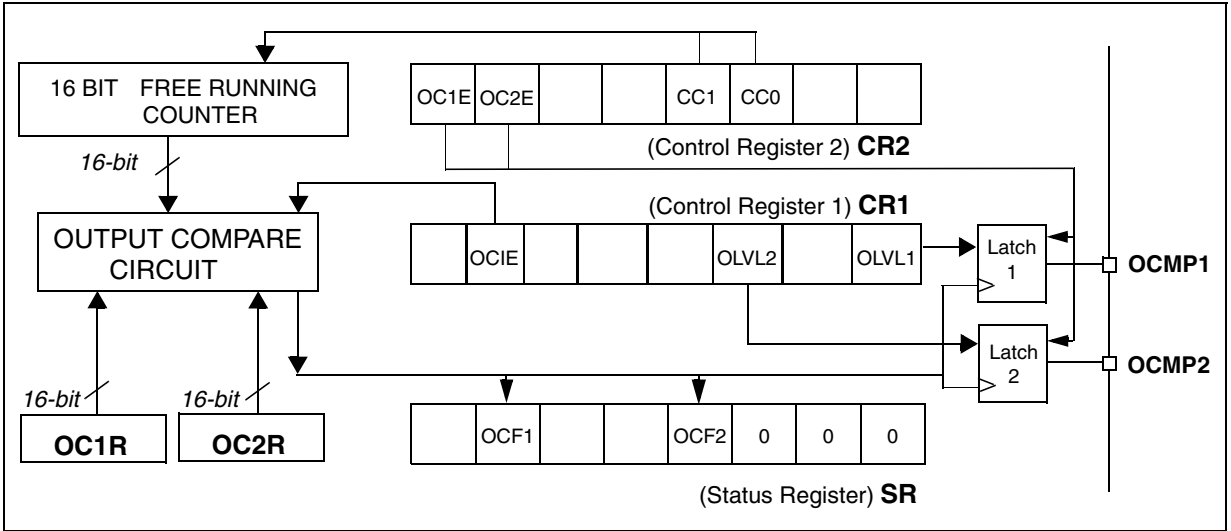 16 BIT FREE RUNNING
COUNTER
OC1E OC2E CC1 CC0
(Control Register 2) CR2
16-bit
(Control Register 1) CR1
OUTPUT COMPARE
CIRCUIT
OCIE OLVL2 OLVL1
Latch
1
OCMP1
Latch
2
OCMP2
16-bit
16-bit
OC1R
OC2R
OCF1 OCF2 0 0 0
(Status Register) SR